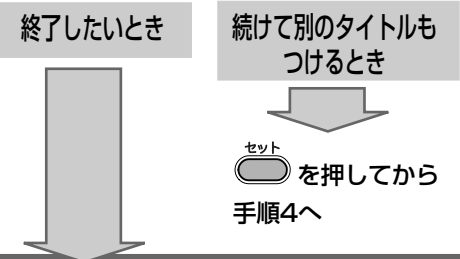 終了したいとき
続けて別のタイトルも
つけるとき
セット
を押してから
手順4へ